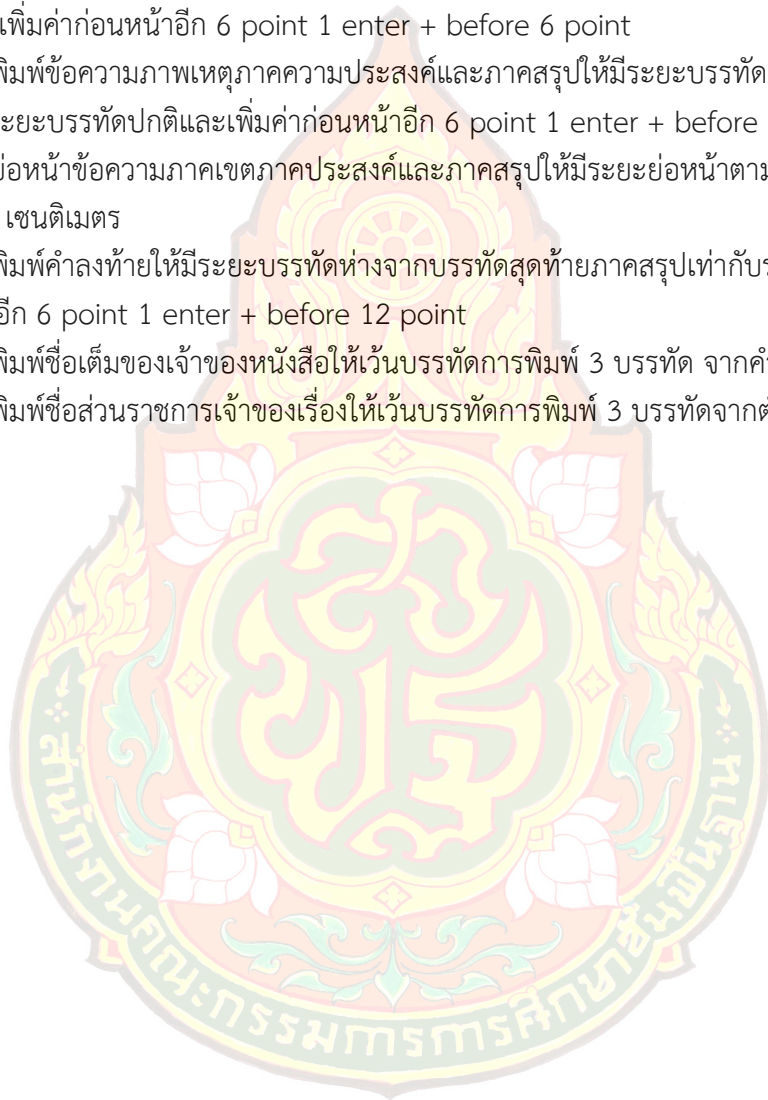 เพิ่มค่าก่อนหน้าอีก 6 point 1 enter + before 6 point
พิมพ์ข้อความภาพเหตุภาคความประสงค์และภาคสรุปให้มีระยะบรรทัด
ะยะบรรทัดปกติและเพิ่มค่าก่อนหน้าอีก 6 point 1 enter + before
ย่อหน้าข้อความภาคเขตภาคประสงค์และภาคสรุปให้มีระยะย่อหน้าตาม
เซนติเมตร
พิมพ์คำลงท้ายให้มีระยะบรรทัดห่างจากบรรทัดสุดท้ายภาคสรุปเท่ากับร
อีก 6 point 1 enter + before 12 point
พิมพ์ชื่อเต็มของเจ้าของหนังสือให้เว้นบรรทัดการพิมพ์ 3 บรรทัด จากคำ
พิมพ์ชื่อส่วนราชการเจ้าของเรื่องให้เว้นบรรทัดการพิมพ์ 3 บรรทัดจากต
สพฐ
สำนักงานคณะกรรมการการศึกษาขั้นพื้นฐาน